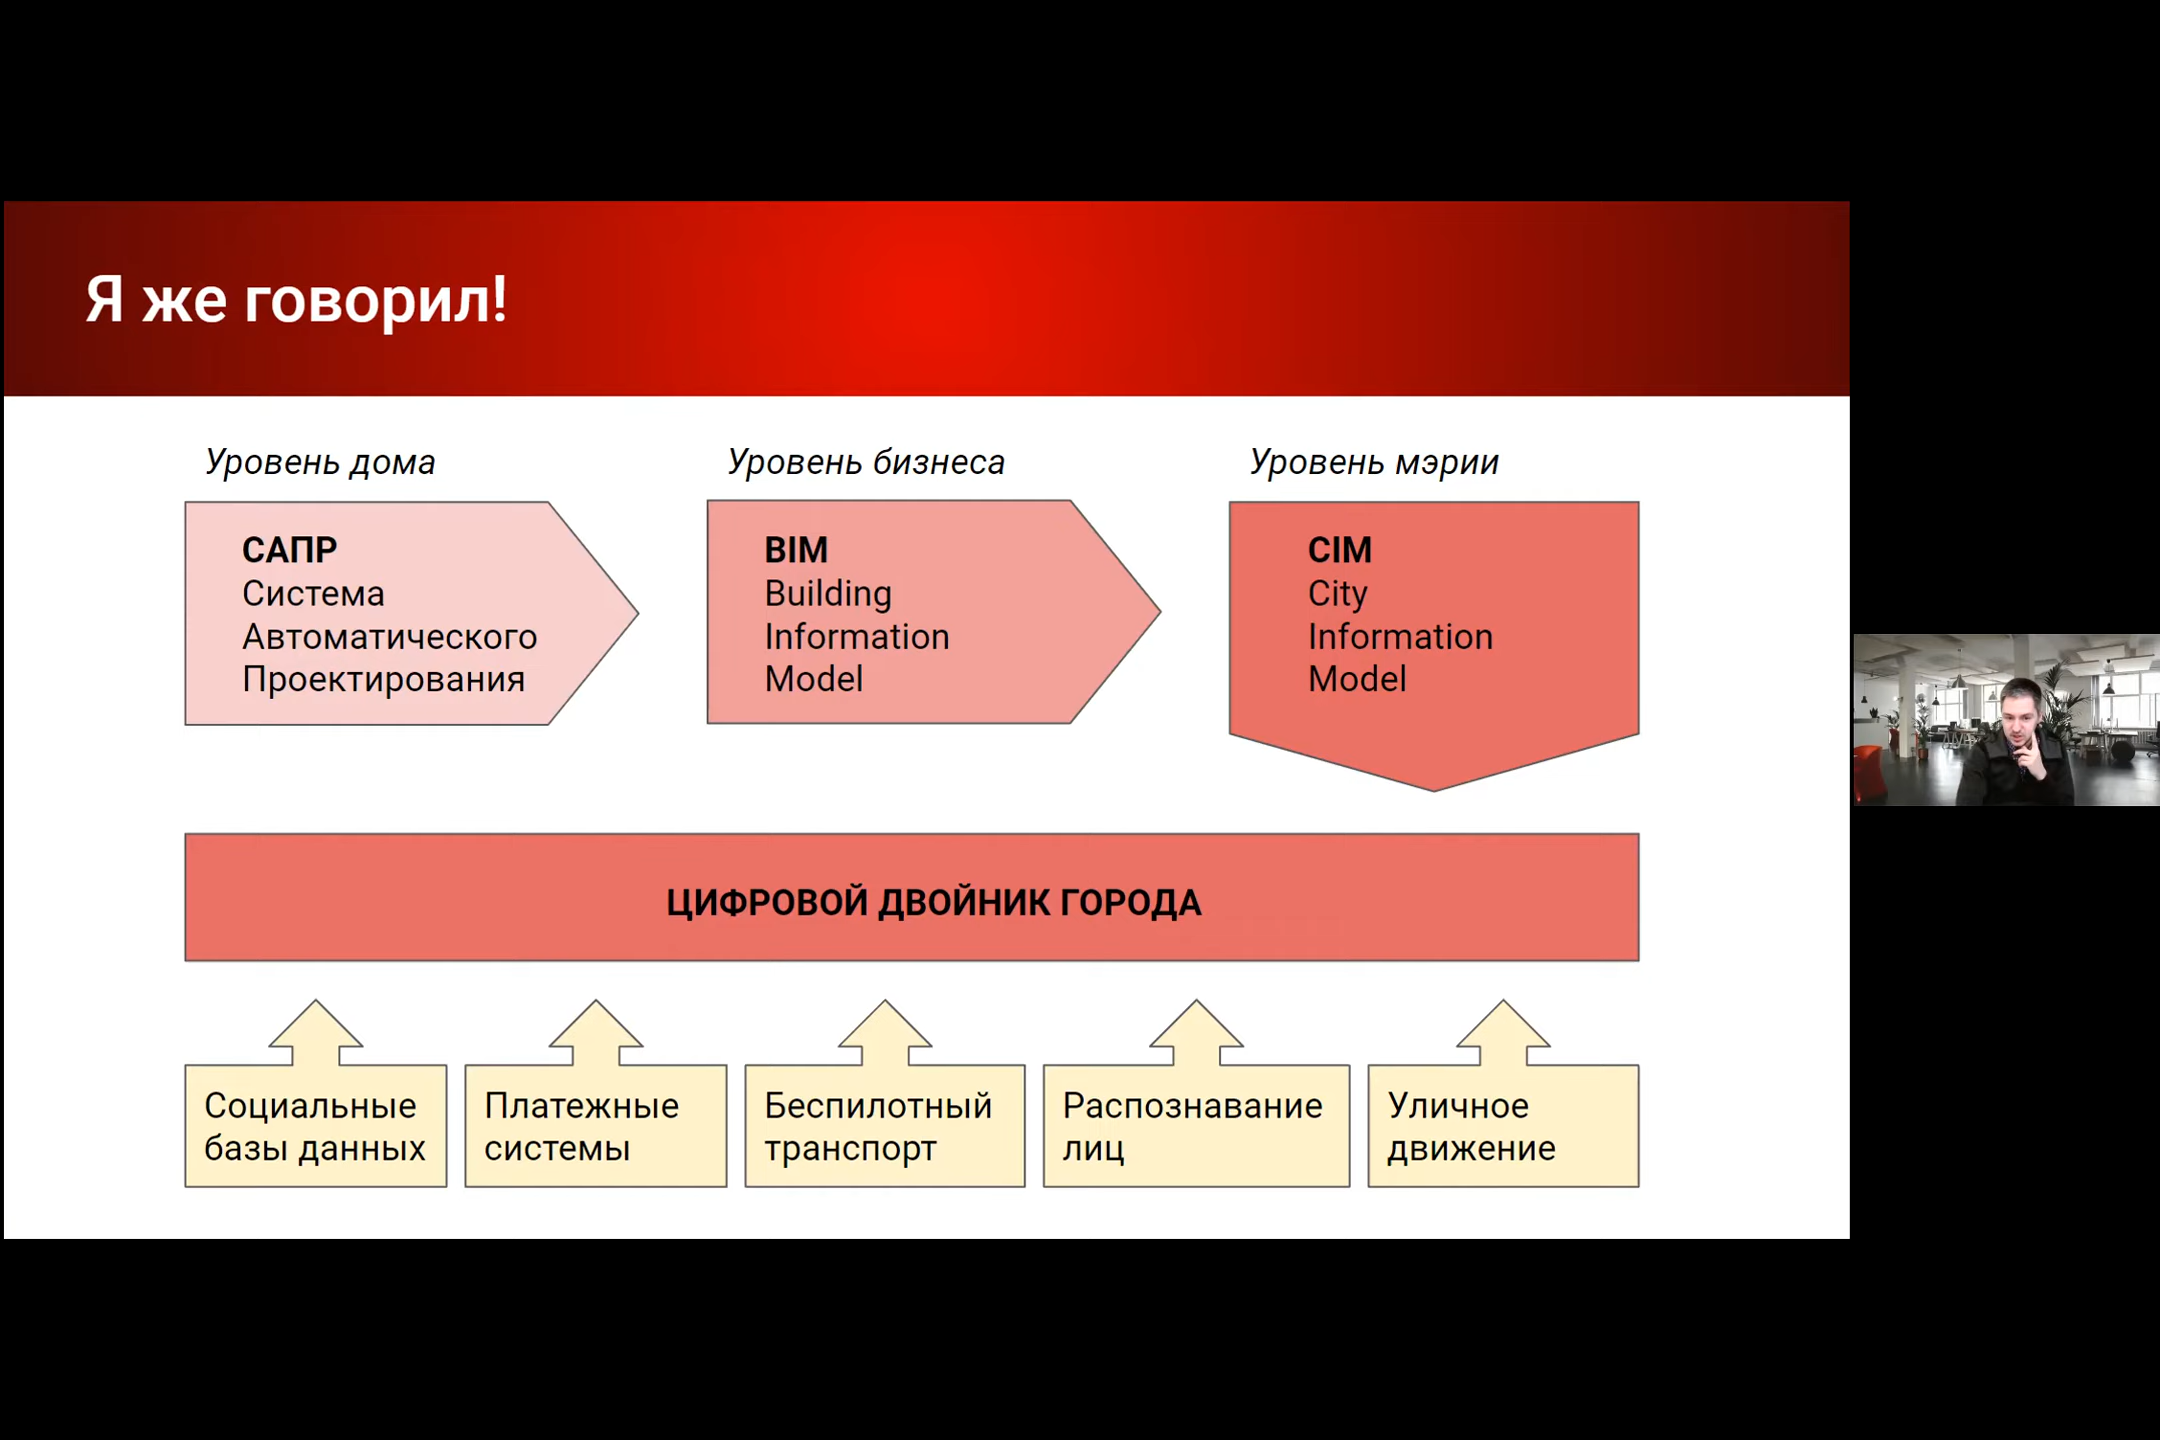 Я же говорил!
Уровень дома
Уровень бизнеса
Уровень мэрии
САПР
Система
Автоматического
Проектирования
BIM
Building
Information
Model
CIM
City
Information
Model
ЦИФРОВОЙ ДВОЙНИК ГОРОДА
Социальные
базы данных
Платежные
системы
Беспилотный
транспорт
Распознавание
лиц
Уличное
движение